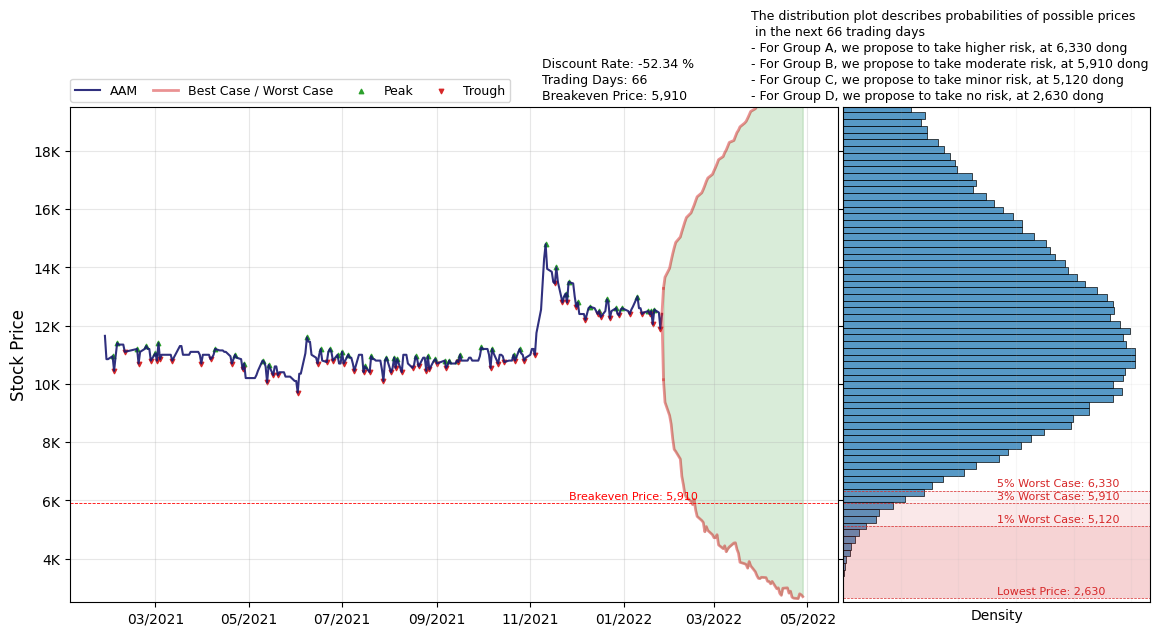 The distribution plot describes probabilities of possible prices
in the next 66 trading days
- For Group A, we propose to take higher risk, at 6,330 dong
- For Group B, we propose to take moderate risk, at 5,910 dong
- For Group C, we propose to take minor risk, at 5,120 dong
- For Group D, we propose to take no risk, at 2,630 dong
Discount Rate: -52.34 %
Trading Days: 66
Breakeven Price: 5,910
AAM
Best Case / Worst Case
Peak
Trough
Stock Price
18K
16K
14K
12K
10K
8K
6K
4K
Breakeven Price: 5,910
5% Worst Case: 6,330
3% Worst Case: 5,910
1% Worst Case: 5,120
Lowest Price: 2,630
03/2021
05/2021
07/2021
09/2021
11/2021
01/2022
03/2022
05/2022
Density